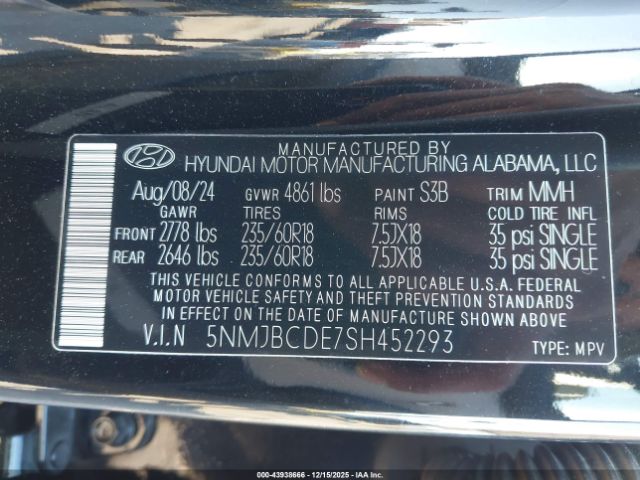 MANUFACTURED BY
HYUNDAI MOTOR MANUFACTURING ALABAMA, LLC
Aug/08/24 GVWR 4861 lbs PAINT S3B TRIM MMH
GAWR TIRES RIMS COLD TIRE INFL
FRONT 2778 lbs 235/60R18 7.5JX18 35 psi SINGLE
REAR 2646 lbs 235/60R18 7.5JX18 35 psi SINGLE
THIS VEHICLE CONFORMS TO ALL APPLICABLE U.S.A. FEDERAL
MOTOR VEHICLE SAFETY AND THEFT PREVENTION STANDARDS
IN EFFECT ON THE DATE OF MANUFACTURE SHOWN ABOVE.
V.I.N 5NMJBCDE7SH452293 TYPE: MPV
000-43938666 - 12/15/2025 - IAA, Inc.